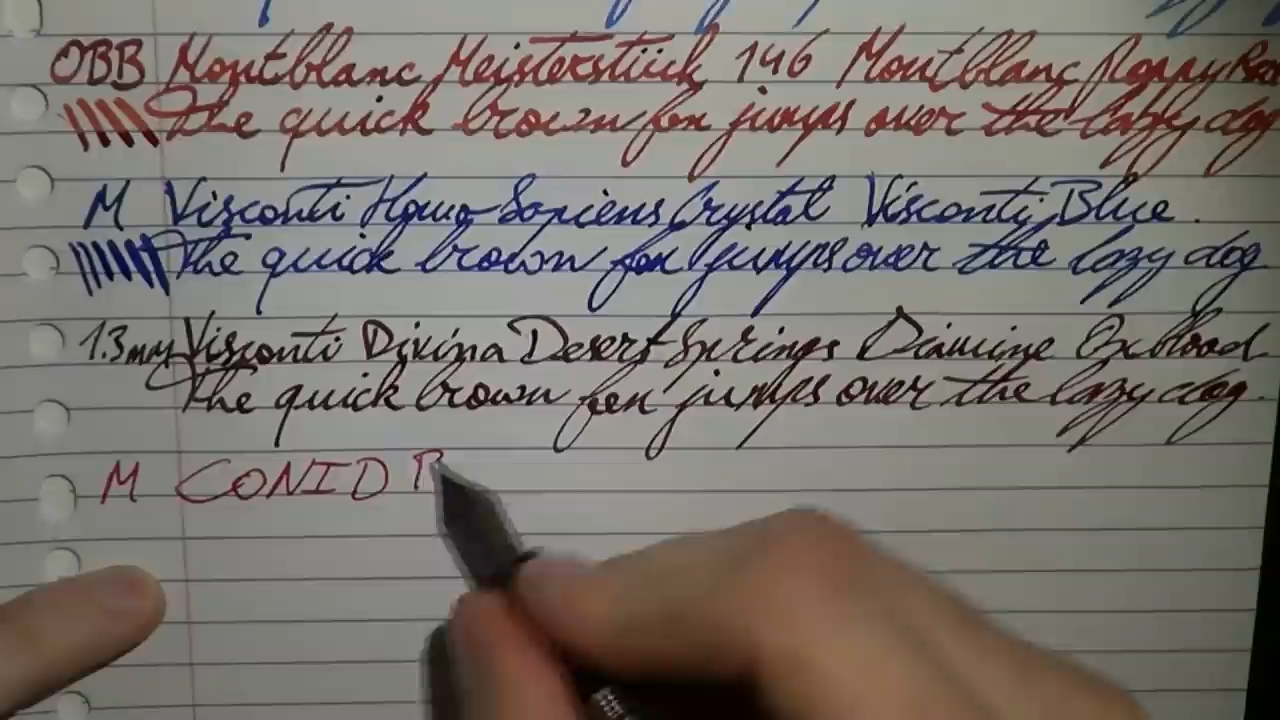 OBB Montblanc Meisterstück 146 Montblanc Poppy Red
The quick brown fox jumps over the lazy dog
M Visconti Homo Sapiens Crystal Visconti Blue.
The quick brown fox jumps over the lazy dog
1.3mm Visconti Divina Desert Springs Diamine Oxblood
The quick brown fox jumps over the lazy dog.
M CONID